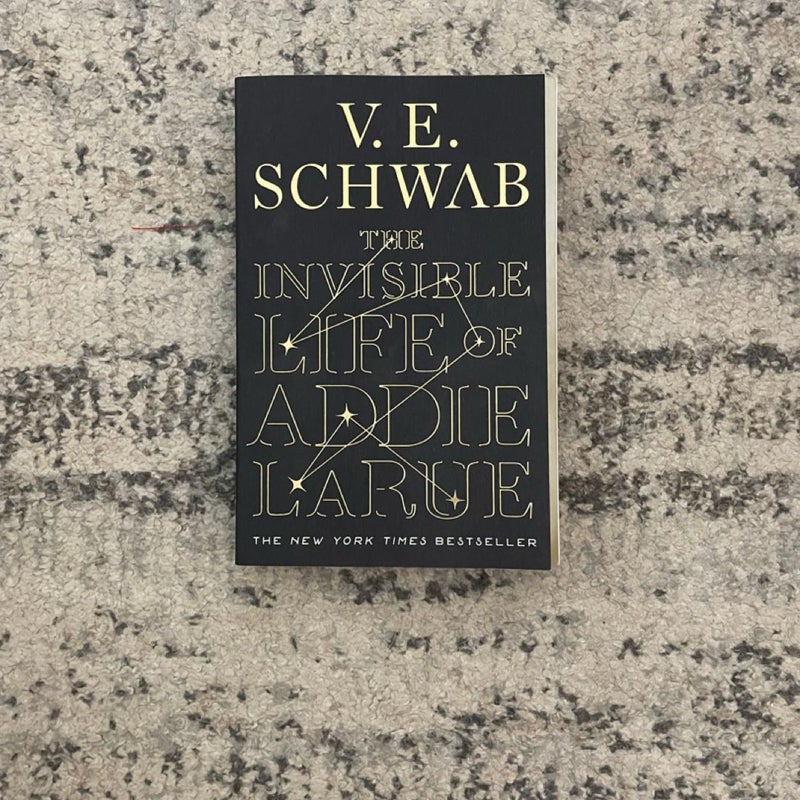 V. E.
SCHWAB
THE
INVISIBLE
LIFE OF
ADDIE
LARUE
THE NEW YORK TIMES BESTSELLER